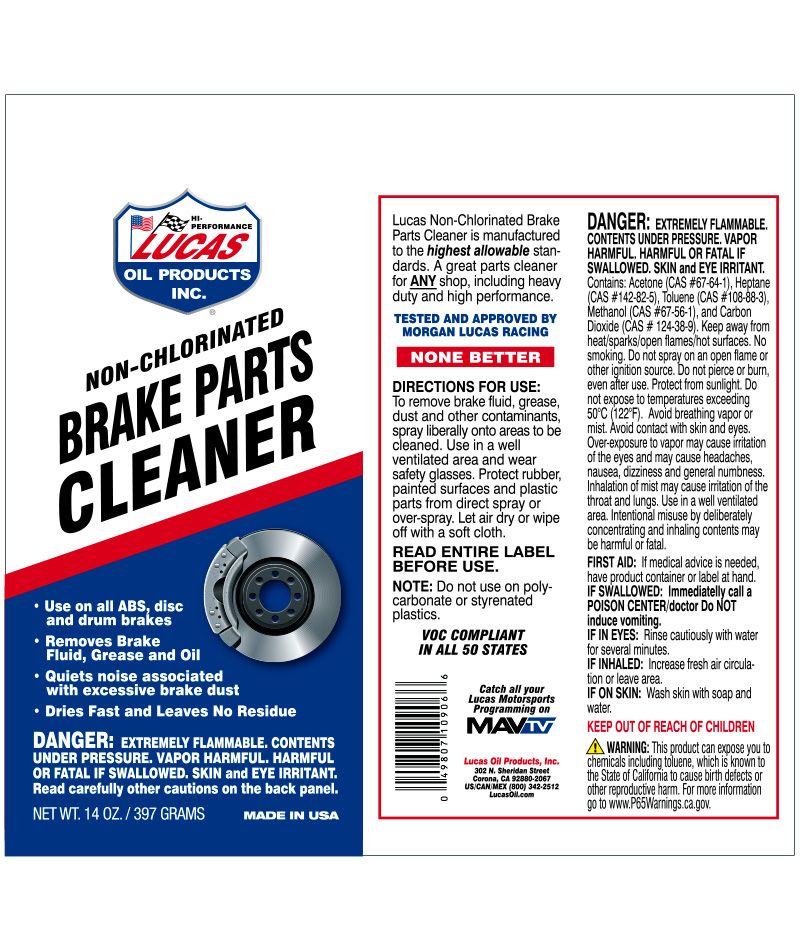 HI-
PERFORMANCE
LUCAS
OIL PRODUCTS
INC.
®
NON-CHLORINATED
BRAKE PARTS
CLEANER
• Use on all ABS, disc
and drum brakes
• Removes Brake
Fluid, Grease and Oil
• Quiets noise associated
with excessive brake dust
• Dries Fast and Leaves No Residue
DANGER: EXTREMELY FLAMMABLE. CONTENTS
UNDER PRESSURE. VAPOR HARMFUL. HARMFUL
OR FATAL IF SWALLOWED. SKIN and EYE IRRITANT.
Read carefully other cautions on the back panel.
NET WT. 14 OZ. / 397 GRAMS
MADE IN USA
Lucas Non-Chlorinated Brake
Parts Cleaner is manufactured
to the highest allowable stan-
dards. A great parts cleaner
for ANY shop, including heavy
duty and high performance.
TESTED AND APPROVED BY
MORGAN LUCAS RACING
NONE BETTER
DIRECTIONS FOR USE:
To remove brake fluid, grease,
dust and other contaminants,
spray liberally onto areas to be
cleaned. Use in a well
ventilated area and wear
safety glasses. Protect rubber,
painted surfaces and plastic
parts from direct spray or
over-spray. Let air dry or wipe
off with a soft cloth.
READ ENTIRE LABEL
BEFORE USE.
NOTE: Do not use on poly-
carbonate or styrenated
plastics.
VOC COMPLIANT
IN ALL 50 STATES
0 49807 10906 6
Catch all your
Lucas Motorsports
Programming on
MAVTV
Lucas Oil Products, Inc.
302 N. Sheridan Street
Corona, CA 92880-2067
US/CAN/MEX (800) 342-2512
LucasOil.com
DANGER: EXTREMELY FLAMMABLE.
CONTENTS UNDER PRESSURE. VAPOR
HARMFUL. HARMFUL OR FATAL IF
SWALLOWED. SKIN and EYE IRRITANT.
Contains: Acetone (CAS #67-64-1), Heptane
(CAS #142-82-5), Toluene (CAS #108-88-3),
Methanol (CAS #67-56-1), and Carbon
Dioxide (CAS # 124-38-9). Keep away from
heat/sparks/open flames/hot surfaces. No
smoking. Do not spray on an open flame or
other ignition source. Do not pierce or burn,
even after use. Protect from sunlight. Do
not expose to temperatures exceeding
50°C (122°F). Avoid breathing vapor or
mist. Avoid contact with skin and eyes.
Over-exposure to vapor may cause irritation
of the eyes and may cause headaches,
nausea, dizziness and general numbness.
Inhalation of mist may cause irritation of the
throat and lungs. Use in a well ventilated
area. Intentional misuse by deliberately
concentrating and inhaling contents may
be harmful or fatal.
FIRST AID: If medical advice is needed,
have product container or label at hand.
IF SWALLOWED: Immediatelly call a
POISON CENTER/doctor Do NOT
induce vomiting.
IF IN EYES: Rinse cautiously with water
for several minutes.
IF INHALED: Increase fresh air circula-
tion or leave area.
IF ON SKIN: Wash skin with soap and
water.
KEEP OUT OF REACH OF CHILDREN
WARNING: This product can expose you to
chemicals including toluene, which is known to
the State of California to cause birth defects or
other reproductive harm. For more information
go to www.P65Warnings.ca.gov.